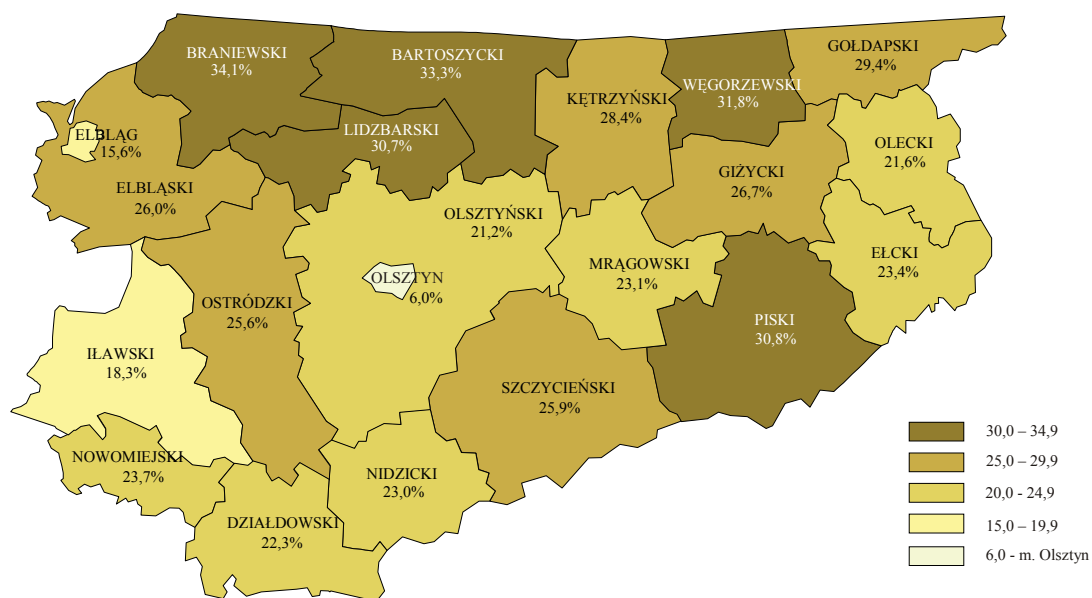 BRANIEWSKI
34,1%
BARTOSZYCKI
33,3%
GOŁDAPSKI
29,4%
WĘGORZEWSKI
31,8%
KĘTRZYŃSKI
28,4%
ELBLĄG
15,6%
LIDZBARSKI
30,7%
OLECKI
21,6%
ELBLĄSKI
26,0%
GIŻYCKI
26,7%
OLSZTYŃSKI
21,2%
EŁCKI
23,4%
MRĄGOWSKI
23,1%
OLSZTYN
6,0%
OSTRÓDZKI
25,6%
PISKI
30,8%
IŁAWSKI
18,3%
SZCZYCIEŃSKI
25,9%
NOWOMIEJSKI
23,7%
NIDZICKI
23,0%
DZIAŁDOWSKI
22,3%
30,0 – 34,9
25,0 – 29,9
20,0 - 24,9
15,0 – 19,9
6,0 - m. Olsztyn